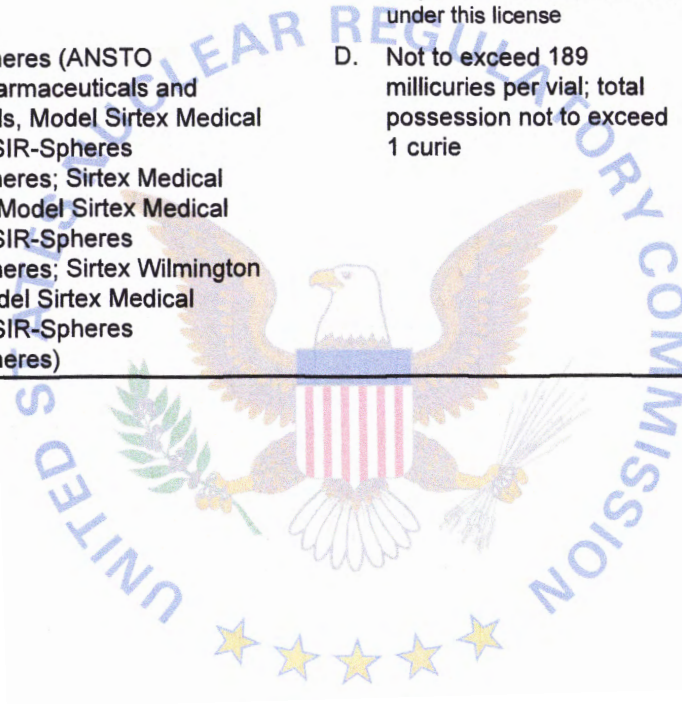 under this license
heres (ANSTO
armaceuticals and
ls, Model Sirtex Medical
SIR-Spheres
heres; Sirtex Medical
Model Sirtex Medical
SIR-Spheres
heres; Sirtex Wilmington
del Sirtex Medical
SIR-Spheres
heres)
D. Not to exceed 189
millicuries per vial; total
possession not to exceed
1 curie
UNITED STATES NUCLEAR REGULATORY COMMISSION